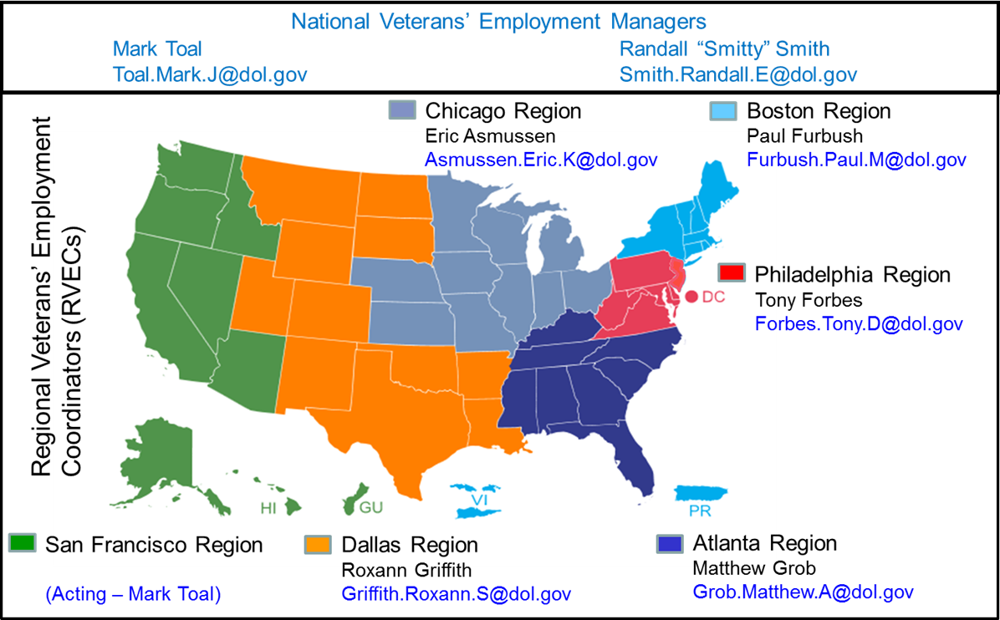 National Veterans’ Employment Managers
Mark Toal
Toal.Mark.J@dol.gov
Randall “Smitty” Smith
Smith.Randall.E@dol.gov
Regional Veterans’ Employment
Coordinators (RVECs)
Chicago Region
Eric Asmussen
Asmussen.Eric.K@dol.gov
Boston Region
Paul Furbush
Furbush.Paul.M@dol.gov
Philadelphia Region
Tony Forbes
Forbes.Tony.D@dol.gov
DC
HI
GU
VI
PR
San Francisco Region
(Acting – Mark Toal)
Dallas Region
Roxann Griffith
Griffith.Roxann.S@dol.gov
Atlanta Region
Matthew Grob
Grob.Matthew.A@dol.gov